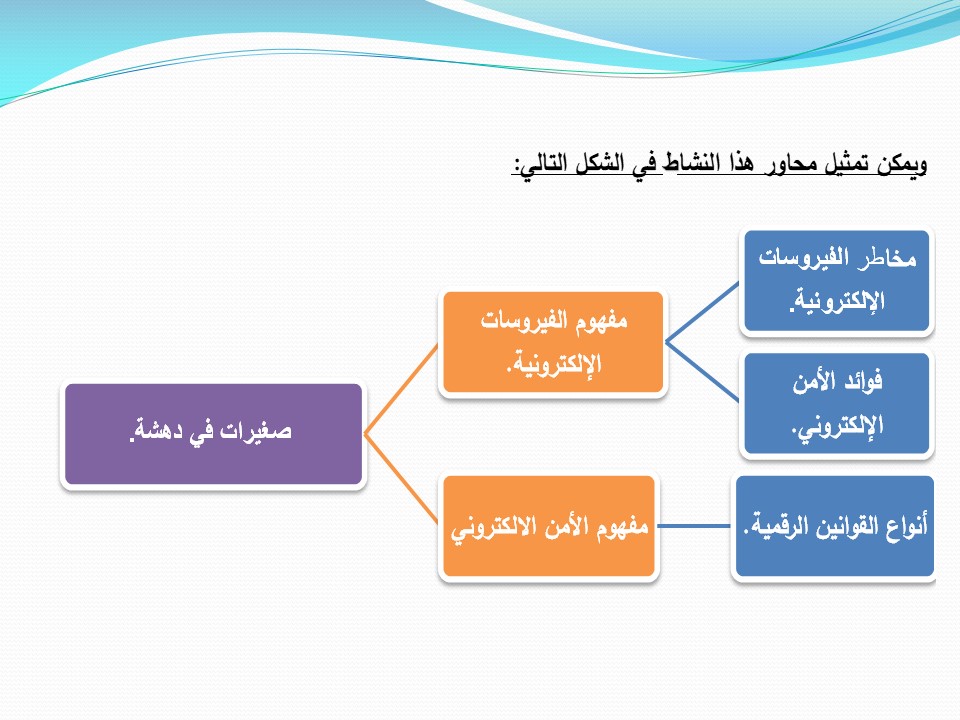 ويمكن تمثيل محاور هذا النشاط في الشكل التالي:
مخاطر الفيروسات
الإلكترونية.
مفهوم الفيروسات
الإلكترونية.
فوائد الأمن
الإلكتروني.
صغيرات في دهشة.
أنواع القوانين الرقمية.
مفهوم الأمن الالكتروني